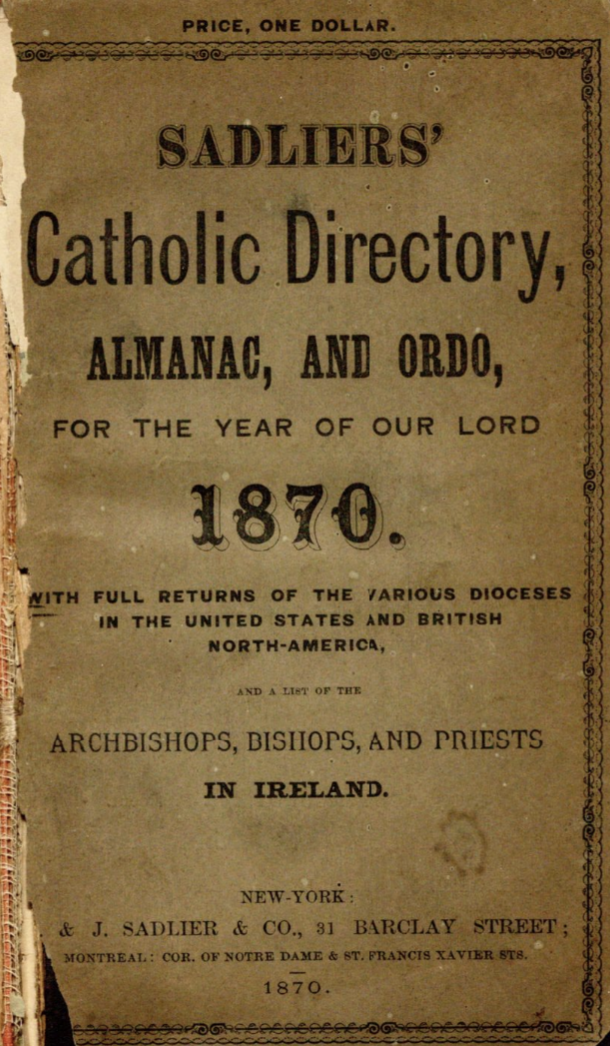 PRICE, ONE DOLLAR.
SADLIERS'
Catholic Directory,
ALMANAC, AND ORDO,
FOR THE YEAR OF OUR LORD
1870.
WITH FULL RETURNS OF THE VARIOUS DIOCESES
IN THE UNITED STATES AND BRITISH
NORTH-AMERICA,
AND A LIST OF THE
ARCHBISHOPS, BISHOPS, AND PRIESTS
IN IRELAND.
NEW-YORK:
& J. SADLIER & CO., 31 BARCLAY STREET;
MONTREAL: COR. OF NOTRE DAME & ST. FRANCIS XAVIER STS.
1870.